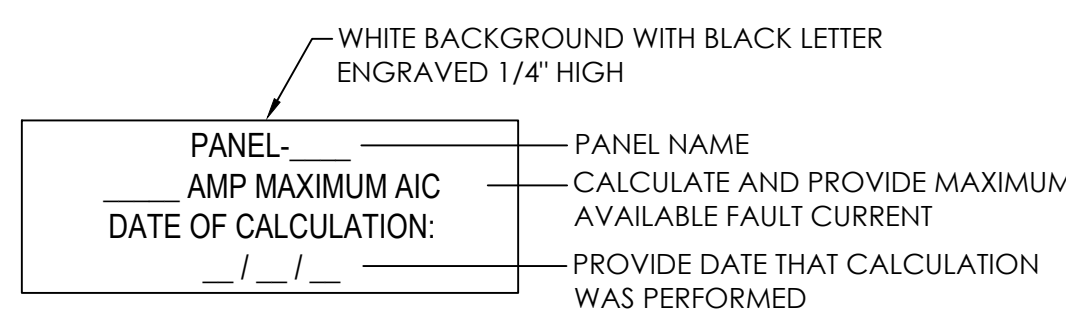 WHITE BACKGROUND WITH BLACK LETTER
ENGRAVED 1/4" HIGH
PANEL-____
PANEL NAME
_____ AMP MAXIMUM AIC
CALCULATE AND PROVIDE MAXIMUM
AVAILABLE FAULT CURRENT
DATE OF CALCULATION:
__ / __ / __
PROVIDE DATE THAT CALCULATION
WAS PERFORMED